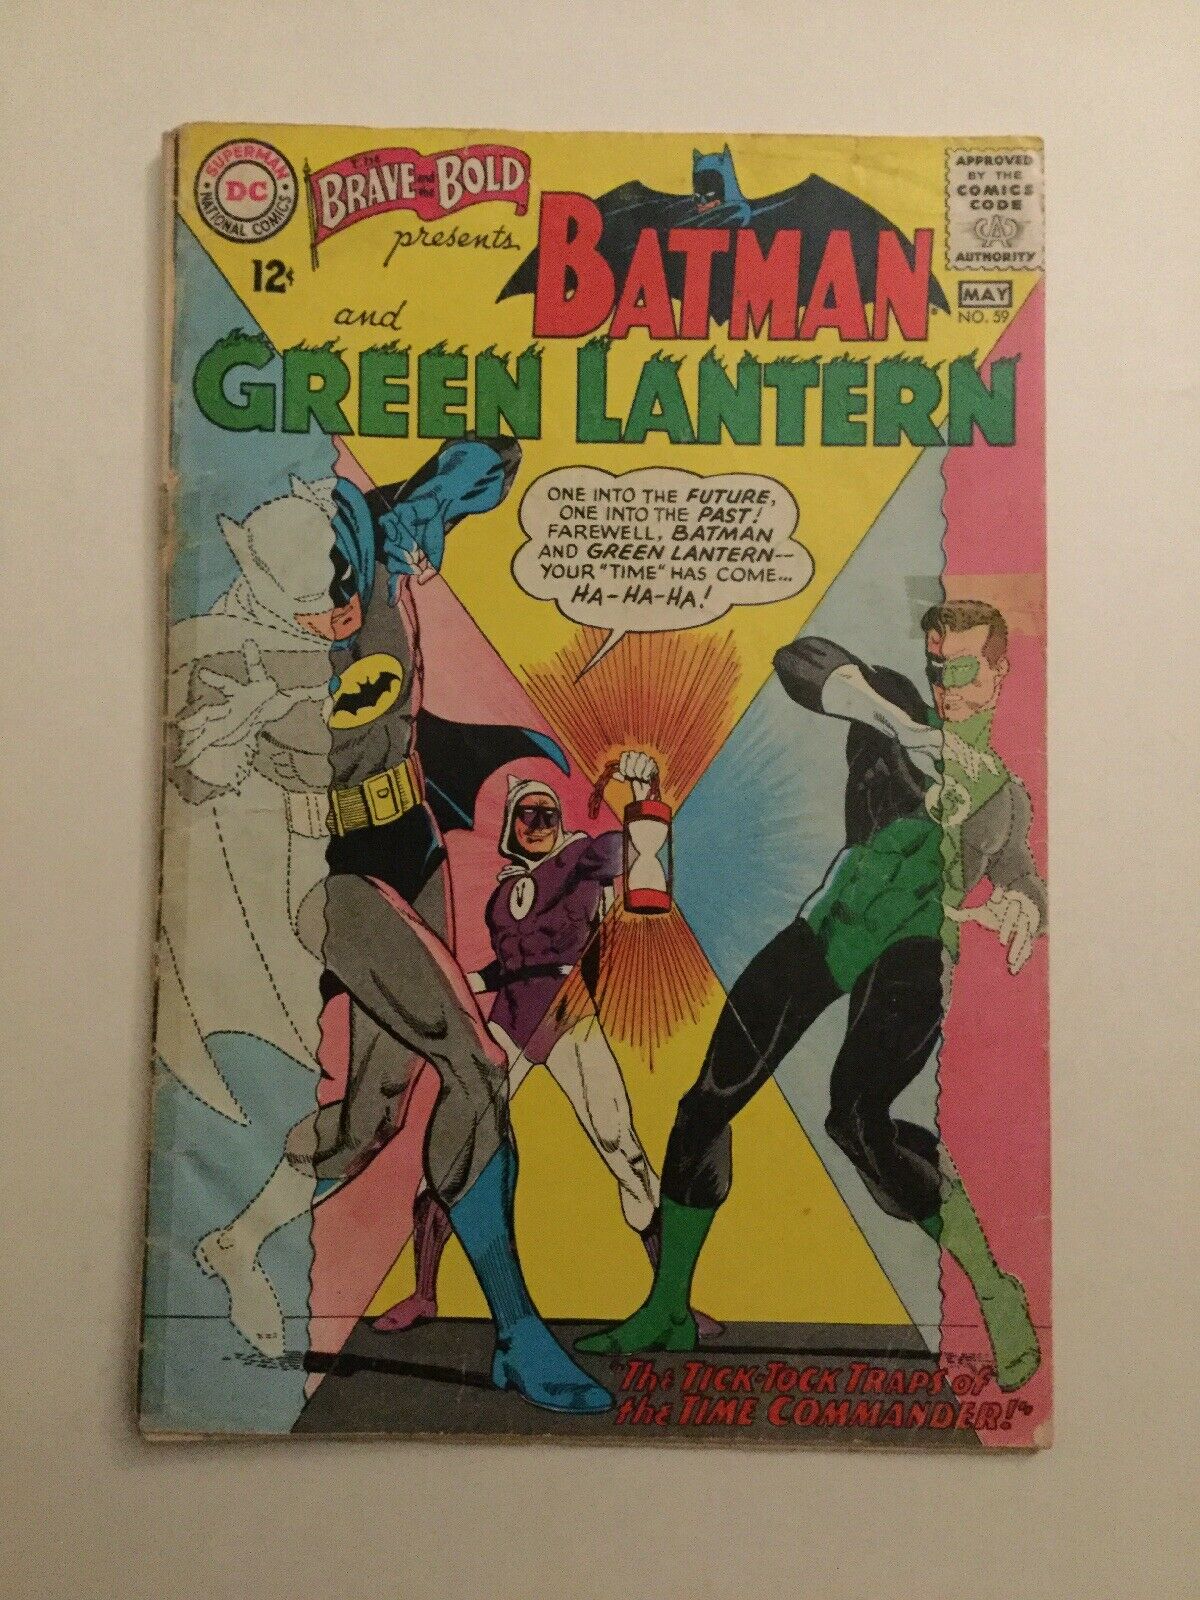 SUPERMAN
DC
NATIONAL COMICS
The
BRAVE and the BOLD
presents
BATMAN
12¢
and
GREEN LANTERN
APPROVED
BY THE
COMICS
CODE
CAC
AUTHORITY
MAY
NO. 59
ONE INTO THE FUTURE,
ONE INTO THE PAST!
FAREWELL, BATMAN
AND GREEN LANTERN--
YOUR "TIME" HAS COME...
HA-HA-HA!
"The TICK-TOCK TRAPS of
the TIME COMMANDER!"